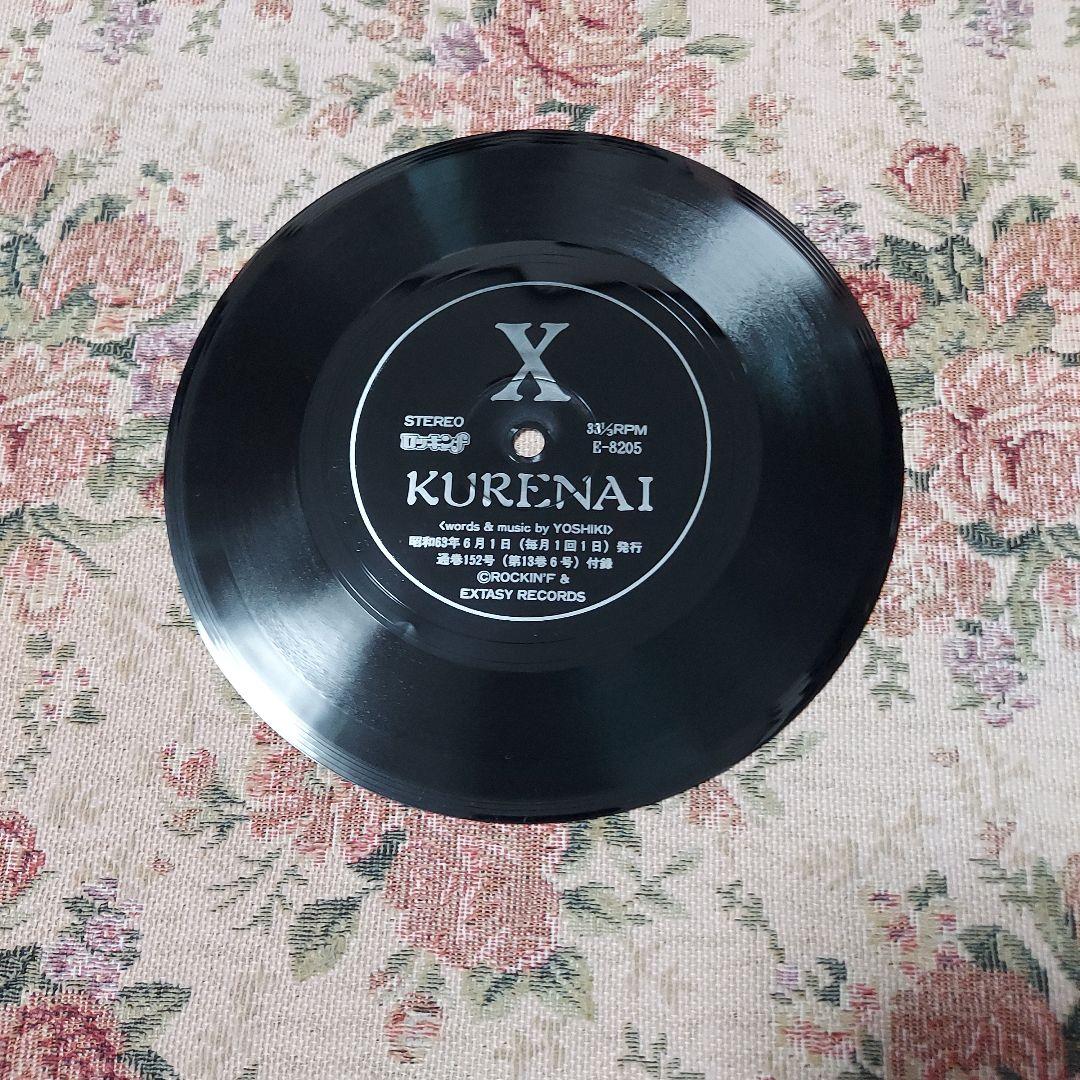 X
STEREO 33⅓RPM
ロッキンf E-8205
KURENAI
〈words & music by YOSHIKI〉
昭和63年6月1日（毎月1回1日）発行
通巻152号（第13巻6号）付録
©ROCKIN'F &
EXTASY RECORDS